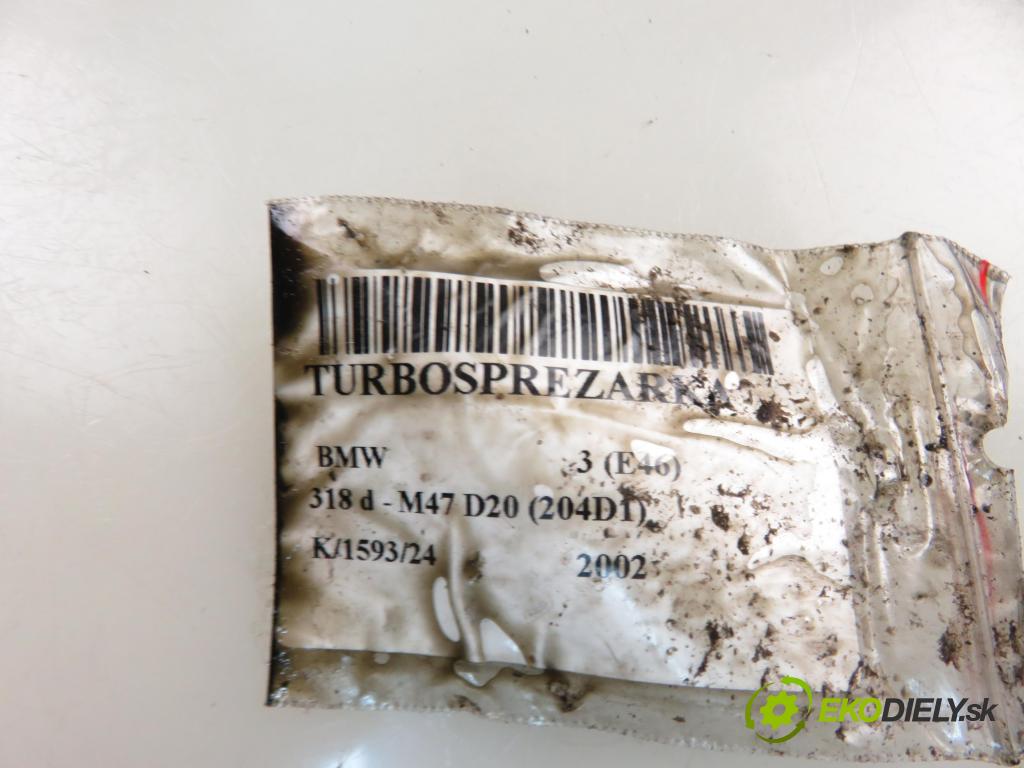 TURBOSPREZARKA
BMW 3 (E46)
318 d - M47 D20 (204D1)
K/1593/24 2002
EKODIELY.sk